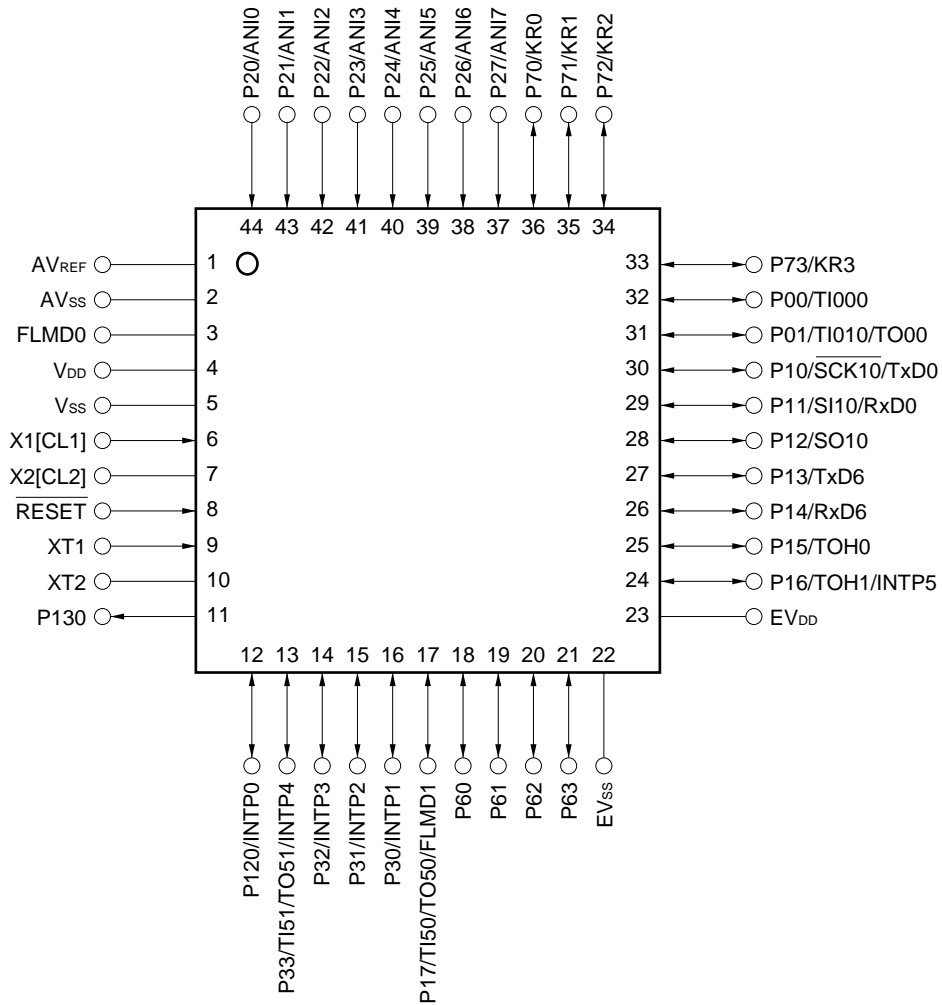 P20/ANI0
P21/ANI1
P22/ANI2
P23/ANI3
P24/ANI4
P25/ANI5
P26/ANI6
P27/ANI7
P70/KR0
P71/KR1
P72/KR2
44 43 42 41 40 39 38 37 36 35 34
AVREF 1
AVSS 2
FLMD0 3
VDD 4
VSS 5
X1[CL1] 6
X2[CL2] 7
RESET 8
XT1 9
XT2 10
P130 11
33 P73/KR3
32 P00/TI000
31 P01/TI010/TO00
30 P10/SCK10/TxD0
29 P11/SI10/RxD0
28 P12/SO10
27 P13/TxD6
26 P14/RxD6
25 P15/TOH0
24 P16/TOH1/INTP5
23 EVDD
12 13 14 15 16 17 18 19 20 21 22
P120/INTP0
P33/TI51/TO51/INTP4
P32/INTP3
P31/INTP2
P30/INTP1
P17/TI50/TO50/FLMD1
P60
P61
P62
P63
EVSS